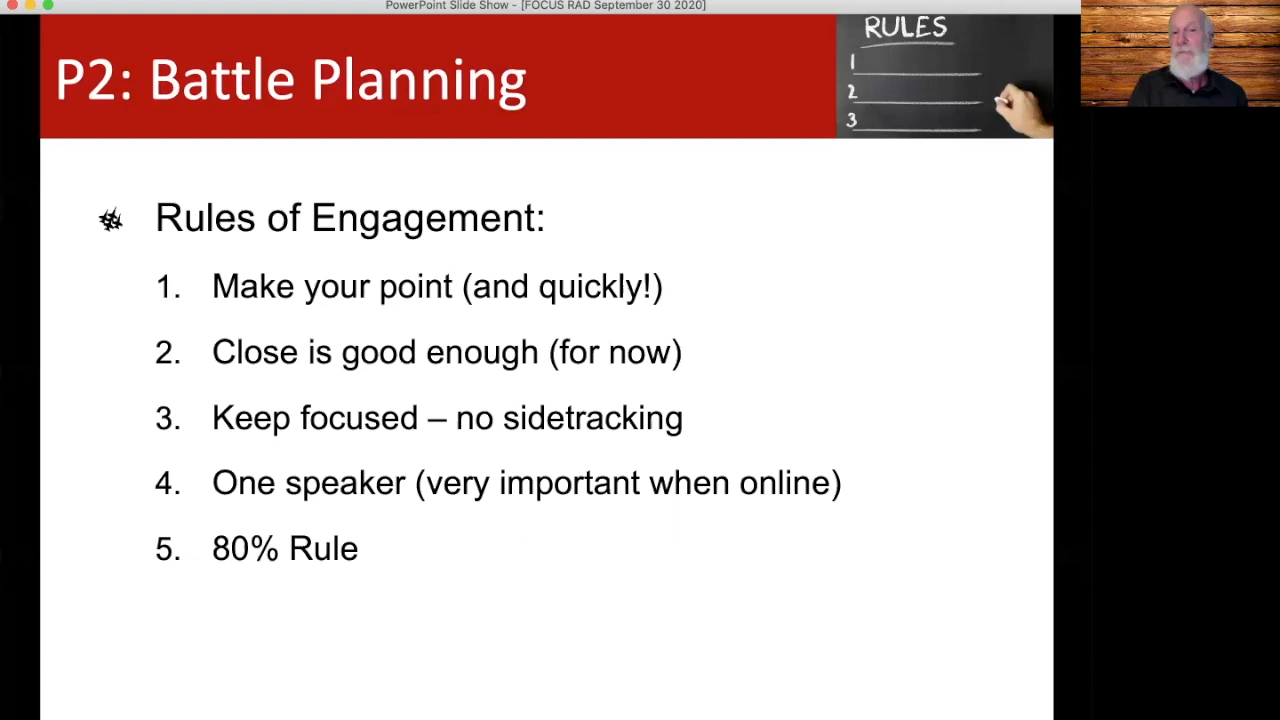 PowerPoint Slide Show - [FOCUS RAD September 30 2020]
P2: Battle Planning
RULES
1
2
3
Rules of Engagement:
1. Make your point (and quickly!)
2. Close is good enough (for now)
3. Keep focused – no sidetracking
4. One speaker (very important when online)
5. 80% Rule